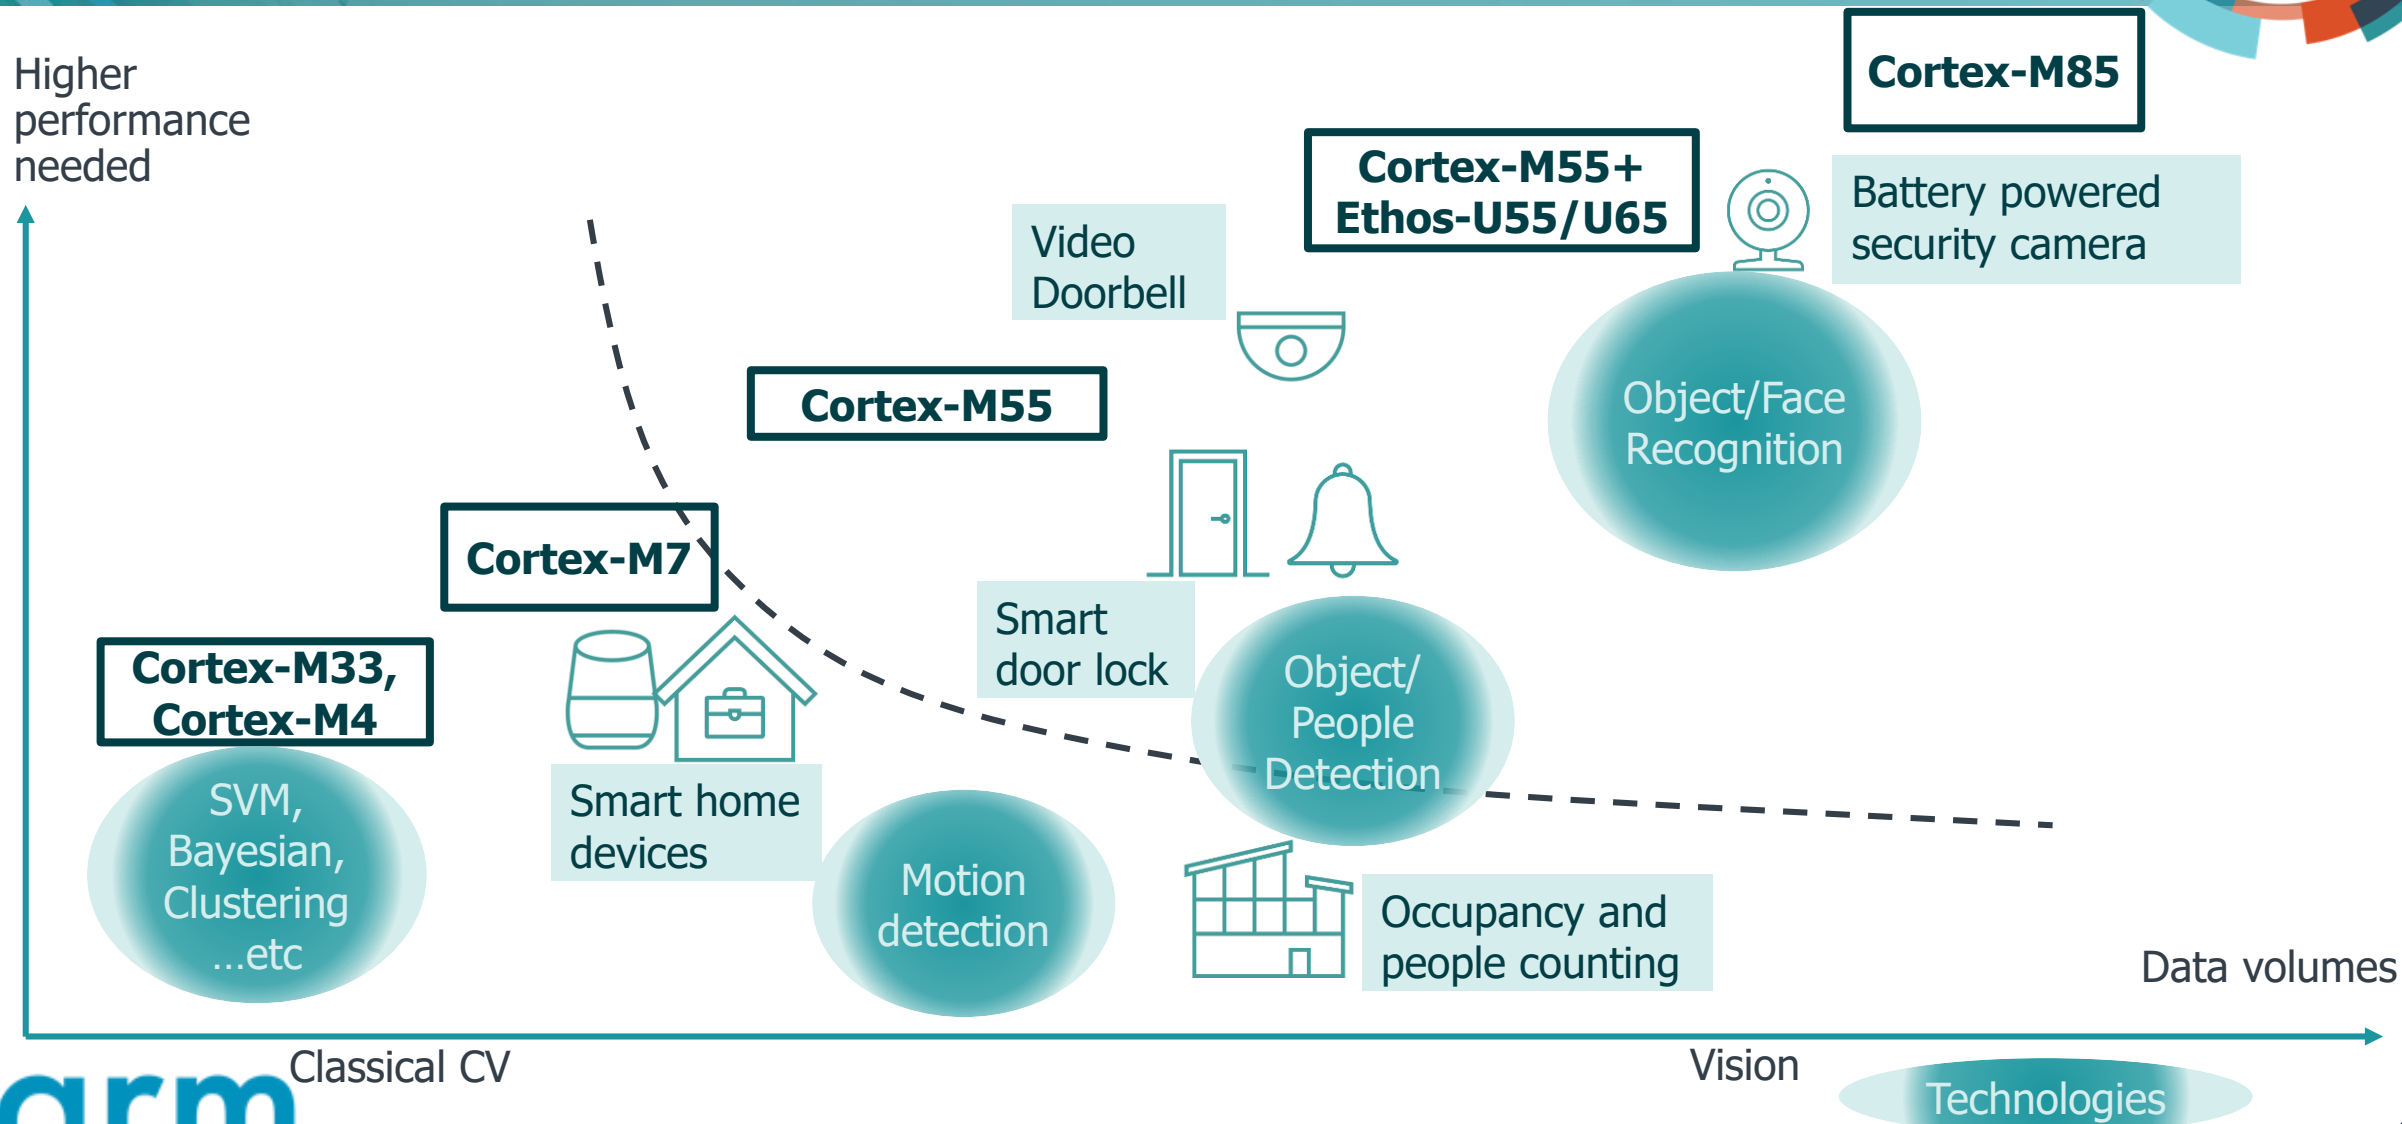 Higher
performance
needed
Cortex-M85
Cortex-M55+
Ethos-U55/U65
Battery powered
security camera
Video
Doorbell
Cortex-M55
Object/Face
Recognition
Cortex-M7
Smart
door lock
Cortex-M33,
Cortex-M4
Object/
People
Detection
SVM,
Bayesian,
Clustering
...etc
Smart home
devices
Motion
detection
Occupancy and
people counting
Data volumes
Classical CV
Vision
arm
Technologies